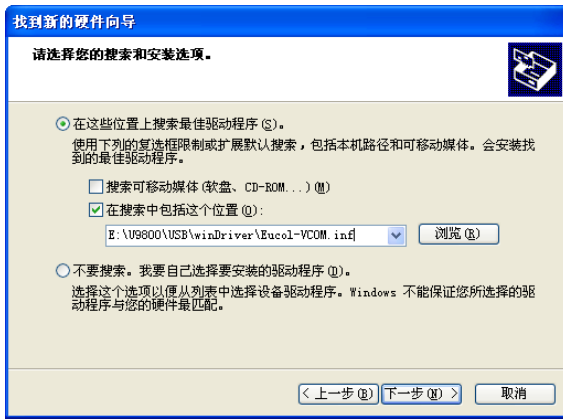 找到新的硬件向导
请选择您的搜索和安装选项。
在这些位置上搜索最佳驱动程序(S)。
使用下列的复选框限制或扩展默认搜索，包括本机路径和可移动媒体。会安装找
到的最佳驱动程序。
搜索可移动媒体(软盘、CD-ROM...)(M)
在搜索中包括这个位置(O):
E:\U9800\USB\winDriver\Eucol-VCOM.inf
浏览(R)
不要搜索。我要自己选择要安装的驱动程序(D)。
选择这个选项以便从列表中选择设备驱动程序。Windows 不能保证您所选择的驱
动程序与您的硬件最匹配。
< 上一步(B) 下一步(N) > 取消